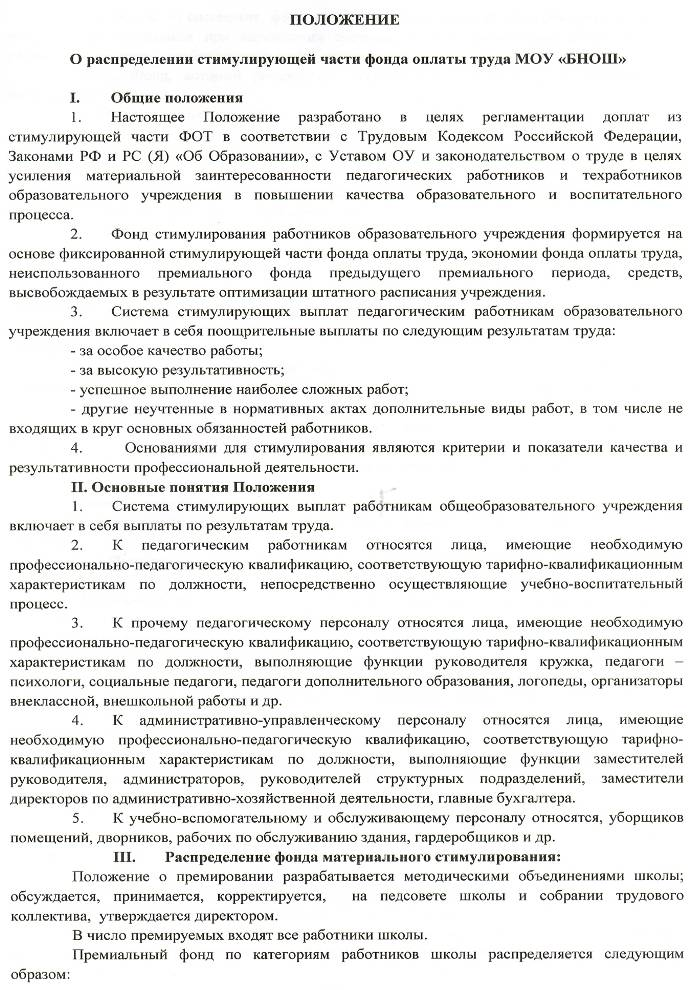 ПОЛОЖЕНИЕ
О распределении стимулирующей части фонда оплаты труда МОУ «БНОШ»
I. Общие положения
1. Настоящее Положение разработано в целях регламентации доплат из
стимулирующей части ФОТ в соответствии с Трудовым Кодексом Российской Федерации,
Законами РФ и РС (Я) «Об Образовании», с Уставом ОУ и законодательством о труде в целях
усиления материальной заинтересованности педагогических работников и техработников
образовательного учреждения в повышении качества образовательного и воспитательного
процесса.
2. Фонд стимулирования работников образовательного учреждения формируется на
основе фиксированной стимулирующей части фонда оплаты труда, экономии фонда оплаты труда,
неиспользованного премиального фонда предыдущего премиального периода, средств,
высвобождаемых в результате оптимизации штатного расписания учреждения.
3. Система стимулирующих выплат педагогическим работникам образовательного
учреждения включает в себя поощрительные выплаты по следующим результатам труда:
- за особое качество работы;
- за высокую результативность;
- успешное выполнение наиболее сложных работ;
- другие неучтенные в нормативных актах дополнительные виды работ, в том числе не
входящих в круг основных обязанностей работников.
4. Основаниями для стимулирования являются критерии и показатели качества и
результативности профессиональной деятельности.
II. Основные понятия Положения
1. Система стимулирующих выплат работникам общеобразовательного учреждения
включает в себя выплаты по результатам труда.
2. К педагогическим работникам относятся лица, имеющие необходимую
профессионально-педагогическую квалификацию, соответствующую тарифно-квалификационным
характеристикам по должности, непосредственно осуществляющие учебно-воспитательный
процесс.
3. К прочему педагогическому персоналу относятся лица, имеющие необходимую
профессионально-педагогическую квалификацию, соответствующую тарифно-квалификационным
характеристикам по должности, выполняющие функции руководителя кружка, педагоги –
психологи, социальные педагоги, педагоги дополнительного образования, логопеды, организаторы
внеклассной, внешкольной работы и др.
4. К административно-управленческому персоналу относятся лица, имеющие
необходимую профессионально-педагогическую квалификацию, соответствующую тарифно-
квалификационным характеристикам по должности, выполняющие функции заместителей
руководителя, администраторов, руководителей структурных подразделений, заместители
директоров по административно-хозяйственной деятельности, главные бухгалтера.
5. К учебно-вспомогательному и обслуживающему персоналу относятся, уборщиков
помещений, дворников, рабочих по обслуживанию здания, гардеробщиков и др.
III. Распределение фонда материального стимулирования:
Положение о премировании разрабатывается методическими объединениями школы;
обсуждается, принимается, корректируется, на педсовете школы и собрании трудового
коллектива, утверждается директором.
В число премируемых входят все работники школы.
Премиальный фонд по категориям работников школы распределяется следующим
образом: